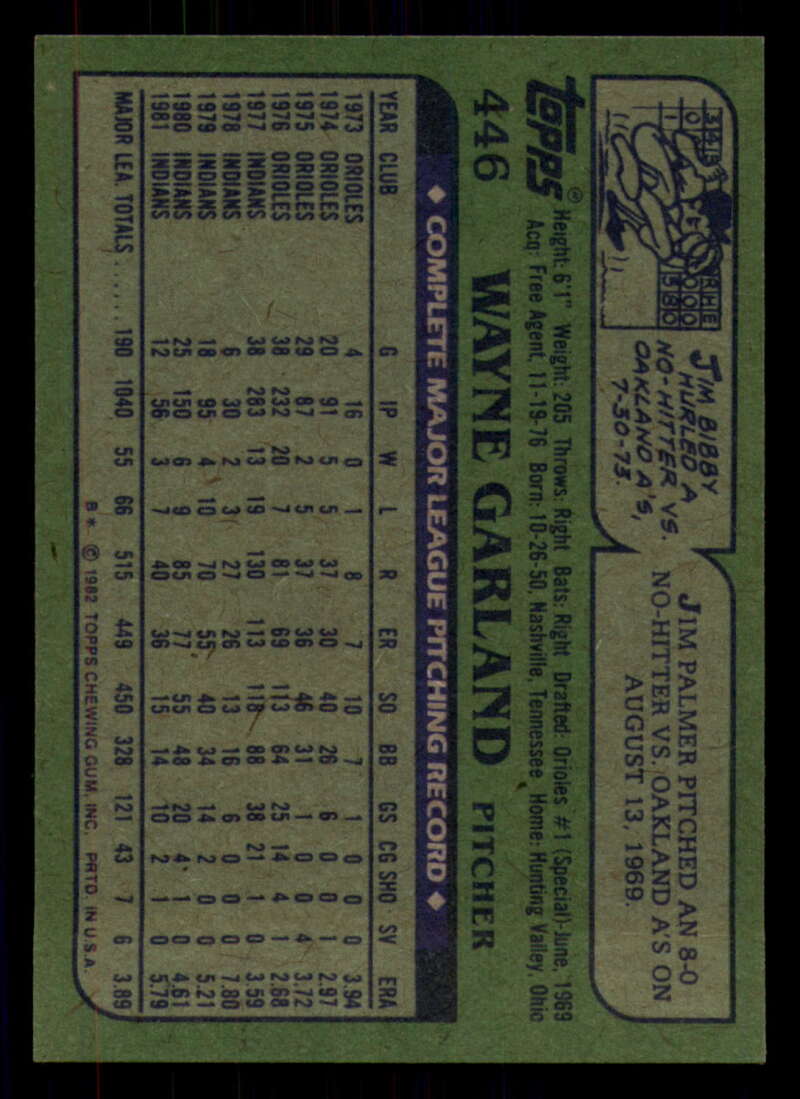 3 1
0 0
1
R H E
0 0 0
1 5 8 0
JIM BIBBY
HURLED A
NO-HITTER VS.
OAKLAND A'S,
7-30-73.
JIM PALMER PITCHED AN 8-0
NO-HITTER VS. OAKLAND A'S ON
AUGUST 13, 1969.
TOPPS®
446 WAYNE GARLAND PITCHER
Height: 6'1" Weight: 205 Throws: Right Bats: Right Drafted: Orioles #1 (Special)-June, 1969
Acq: Free Agent, 11-19-76 Born: 10-26-50, Nashville, Tennessee Home: Hunting Valley, Ohio
◆ COMPLETE MAJOR LEAGUE PITCHING RECORD ◆
YEAR CLUB G IP W L R ER SO BB GS CG SHO SV ERA
1973 ORIOLES 4 16 0 1 8 7 10 7 1 0 0 0 3.94
1974 ORIOLES 20 91 5 5 37 30 40 26 6 0 0 1 2.97
1975 ORIOLES 29 87 2 5 37 36 46 31 1 0 0 4 3.72
1976 ORIOLES 38 232 20 7 81 69 113 64 25 14 4 1 2.68
1977 INDIANS 38 283 13 19 130 113 118 88 38 21 1 0 3.59
1978 INDIANS 6 30 2 3 27 26 13 16 6 0 0 0 7.80
1979 INDIANS 18 95 4 10 70 55 40 34 14 2 0 0 5.21
1980 INDIANS 25 150 6 9 85 77 55 48 20 4 1 0 4.61
1981 INDIANS 12 56 3 7 40 36 15 14 10 2 1 0 5.79
MAJOR LEA. TOTALS...... 190 1040 55 66 515 449 450 328 121 43 7 6 3.89
B * © 1982 TOPPS CHEWING GUM, INC. PRTD. IN U.S.A.